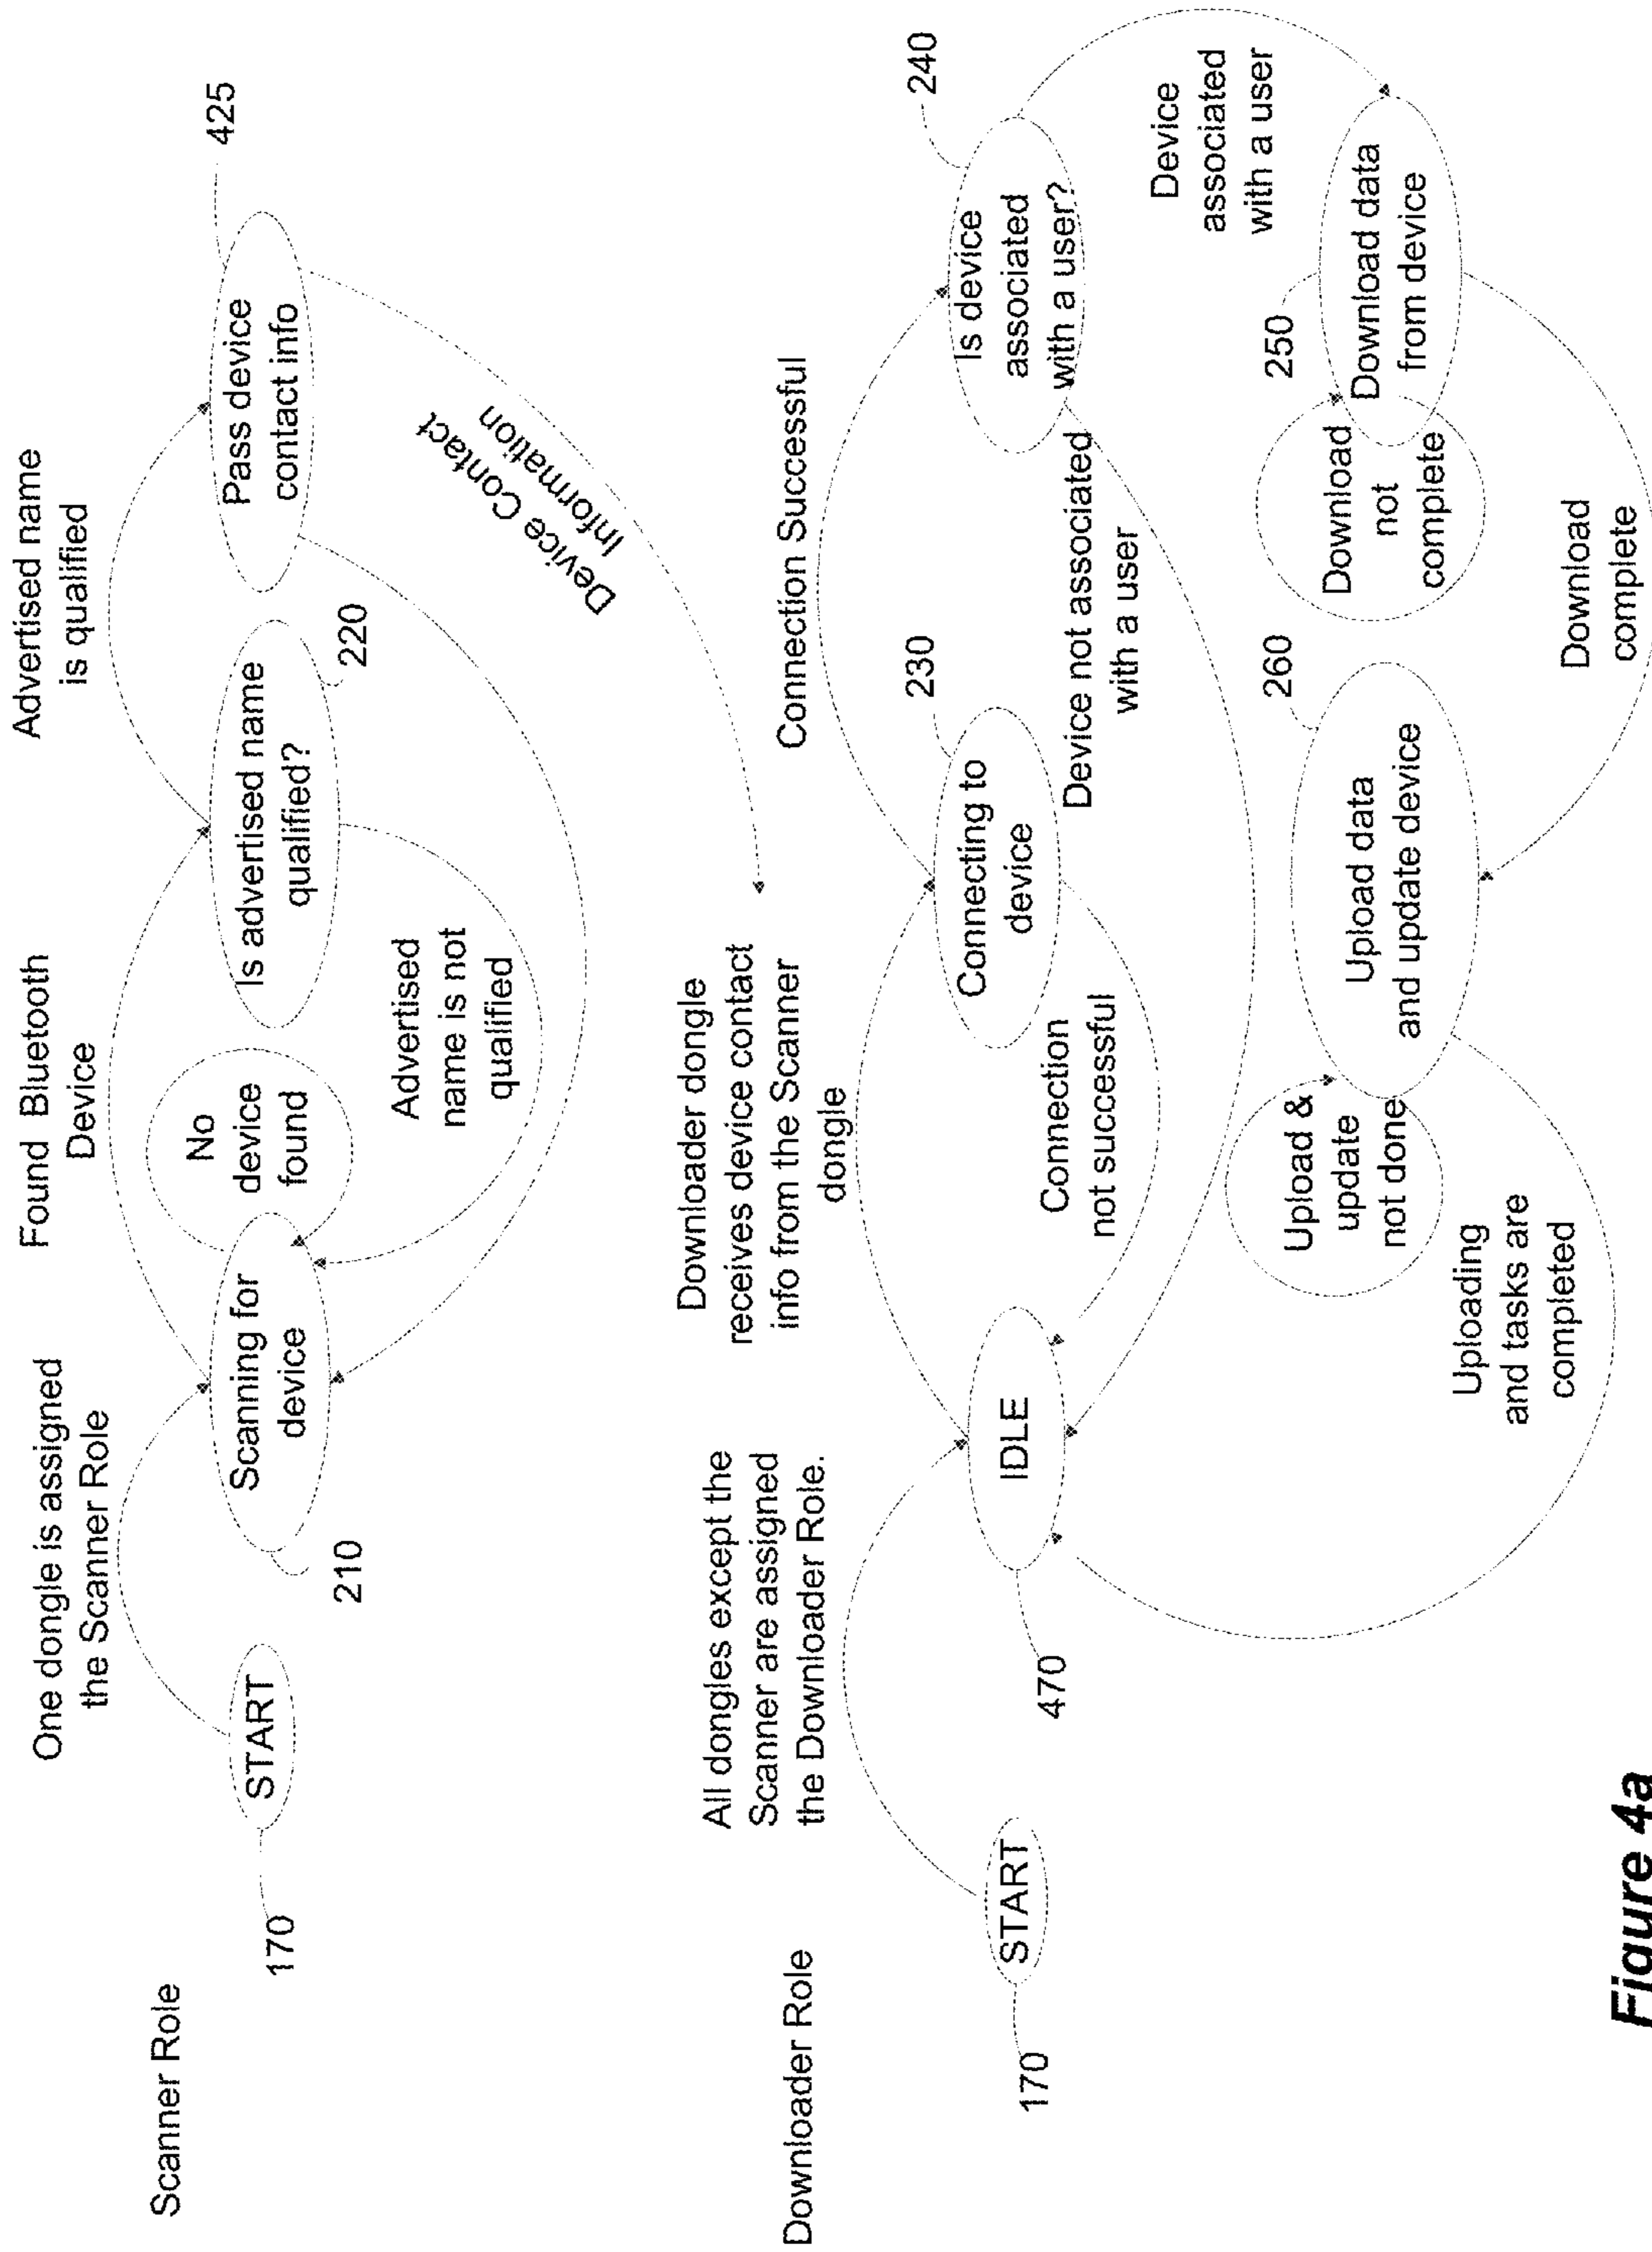 Scanner Role
170
START
One dongle is assigned
the Scanner Role
210
Scanning for
device
Found Bluetooth
Device
No
device
found
Advertised
name is not
qualified
Is advertised name
qualified?
220
Advertised name
is qualified
Pass device
contact info
425
Device Contact
Information
Downloader Role
170
START
All dongles except the
Scanner are assigned
the Downloader Role.
470
IDLE
Downloader dongle
receives device contact
info from the Scanner
dongle
Connection
not successful
Connecting to
device
230
Connection Successful
Device not associated
with a user
Is device
associated
with a user?
240
Device
associated
with a user
250
Download data
from device
Download
not
complete
Download
complete
260
Upload data
and update device
Upload &
update
not done
Uploading
and tasks are
completed
Figure 4a